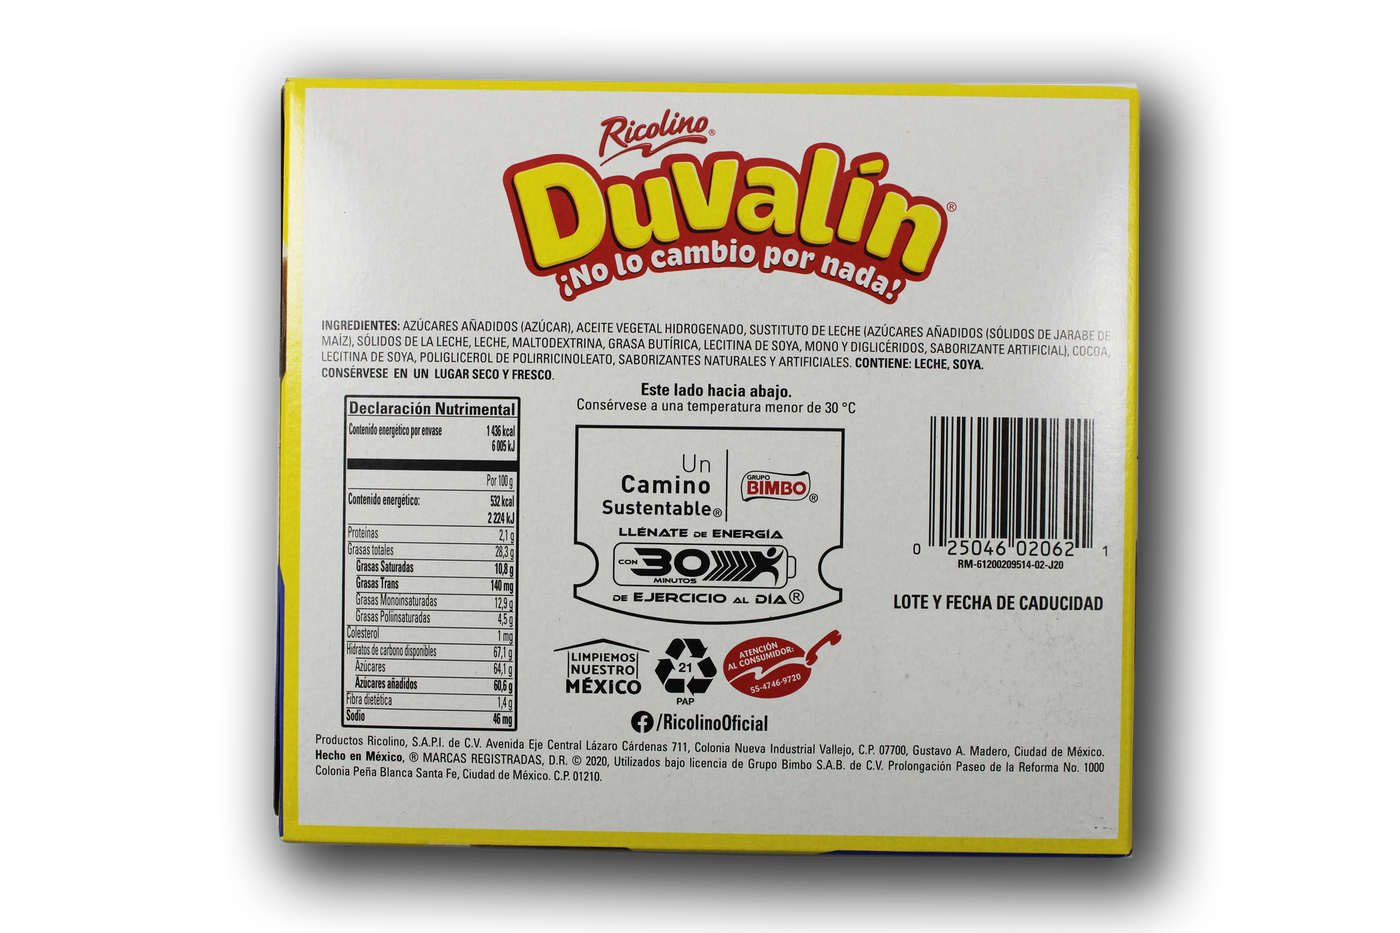 Ricolino®
Duvalín®
¡No lo cambio por nada!
INGREDIENTES: AZÚCARES AÑADIDOS (AZÚCAR), ACEITE VEGETAL HIDROGENADO, SUSTITUTO DE LECHE (AZÚCARES AÑADIDOS (SÓLIDOS DE JARABE DE
MAÍZ), SÓLIDOS DE LA LECHE, LECHE, MALTODEXTRINA, GRASA BUTÍRICA, LECITINA DE SOYA, MONO Y DIGLICÉRIDOS, SABORIZANTE ARTIFICIAL), COCOA,
LECITINA DE SOYA, POLIGLICEROL DE POLIRRICINOLEATO, SABORIZANTES NATURALES Y ARTIFICIALES. CONTIENE: LECHE, SOYA.
CONSÉRVESE EN UN LUGAR SECO Y FRESCO.
Este lado hacia abajo.
Consérvese a una temperatura menor de 30 °C
Declaración Nutrimental
Contenido energético por envase 1 436 kcal
6 005 kJ
Por 100 g
Contenido energético: 532 kcal
2 224 kJ
Proteínas 2,1 g
Grasas totales 28,3 g
Grasas Saturadas 10,8 g
Grasas Trans 140 mg
Grasas Monoinsaturadas 12,9 g
Grasas Poliinsaturadas 4,5 g
Colesterol 1 mg
Hidratos de carbono disponibles 67,1 g
Azúcares 64,1 g
Azúcares añadidos 60,6 g
Fibra dietética 1,4 g
Sodio 46 mg
Un
Camino
Sustentable®
GRUPO
BIMBO®
LLÉNATE DE ENERGÍA
CON 30
MINUTOS
DE EJERCICIO AL DÍA®
LIMPIEMOS
NUESTRO
MÉXICO
21
PAP
ATENCIÓN
AL CONSUMIDOR:
55-4746-9720
/RicolinoOficial
0 25046 02062 1
RM-61200209514-02-J20
LOTE Y FECHA DE CADUCIDAD
Productos Ricolino, S.A.P.I. de C.V. Avenida Eje Central Lázaro Cárdenas 711, Colonia Nueva Industrial Vallejo, C.P. 07700, Gustavo A. Madero, Ciudad de México.
Hecho en México, ® MARCAS REGISTRADAS, D.R. © 2020, Utilizados bajo licencia de Grupo Bimbo S.A.B. de C.V. Prolongación Paseo de la Reforma No. 1000
Colonia Peña Blanca Santa Fe, Ciudad de México. C.P. 01210.